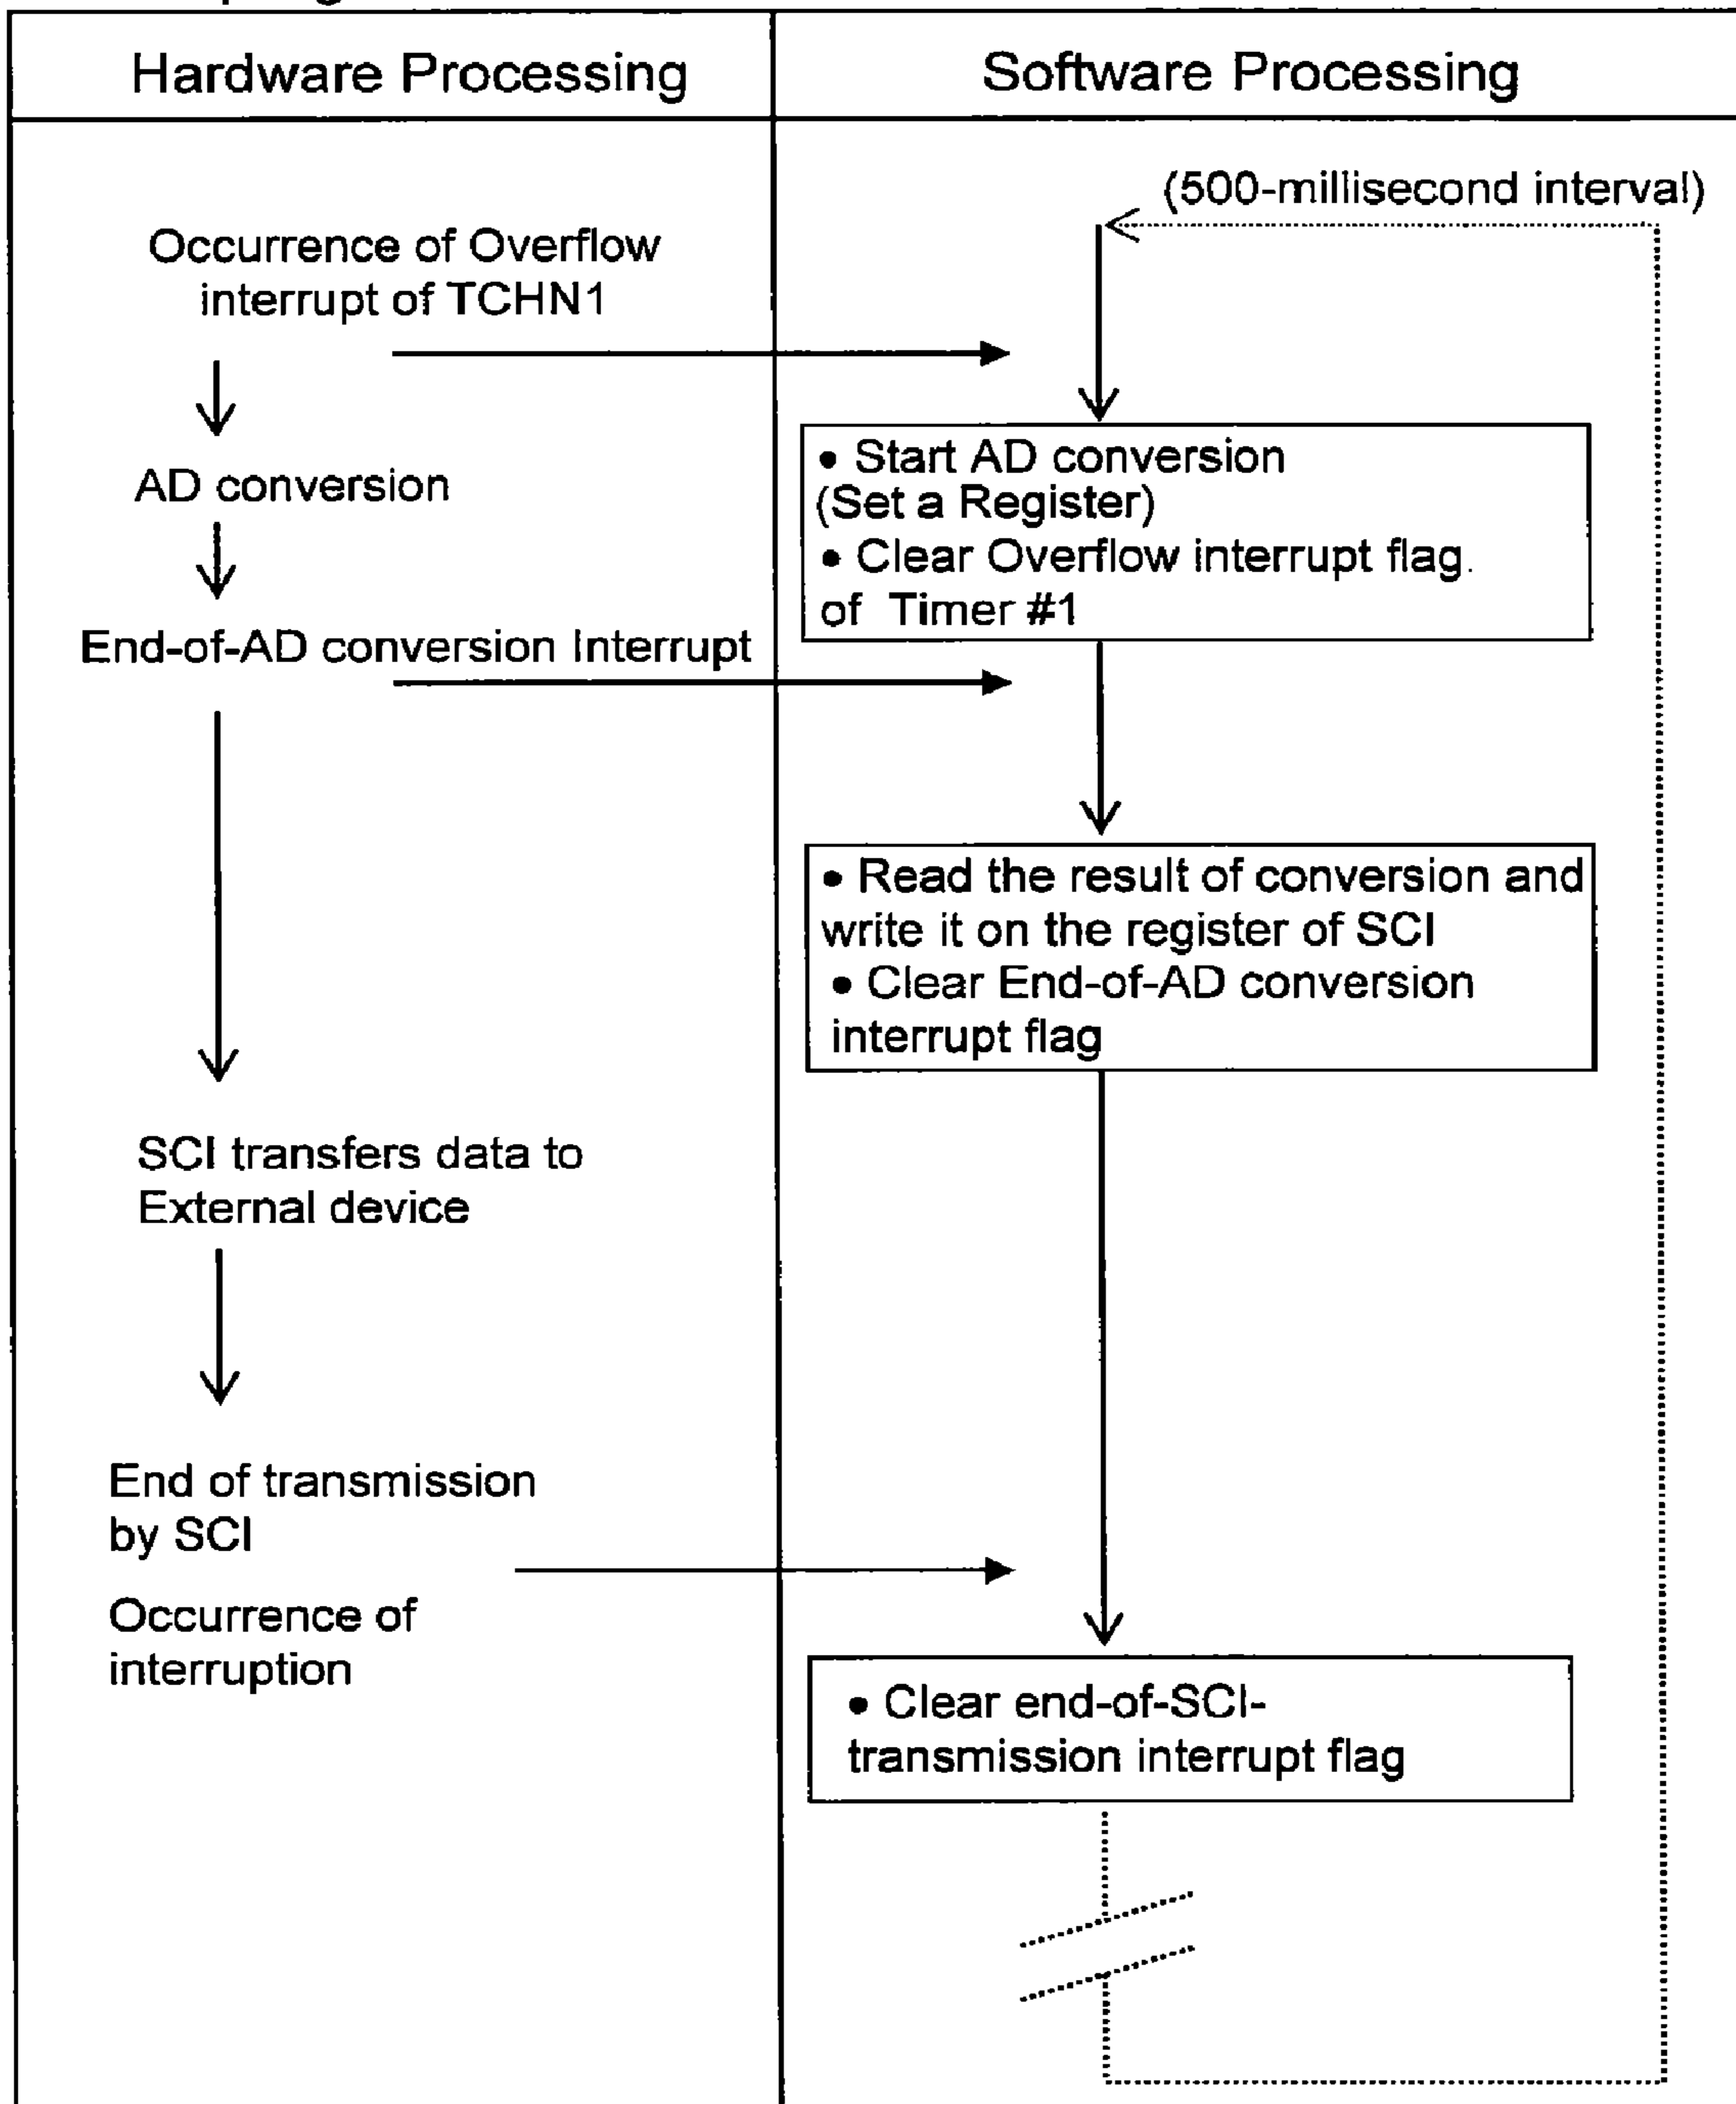 Hardware Processing
Software Processing
(500-millisecond interval)
Occurrence of Overflow
interrupt of TCHN1
AD conversion
End-of-AD conversion Interrupt
SCI transfers data to
External device
End of transmission
by SCI
Occurrence of
interruption
• Start AD conversion
(Set a Register)
• Clear Overflow interrupt flag.
of Timer #1
• Read the result of conversion and
write it on the register of SCI
• Clear End-of-AD conversion
interrupt flag
• Clear end-of-SCI-
transmission interrupt flag